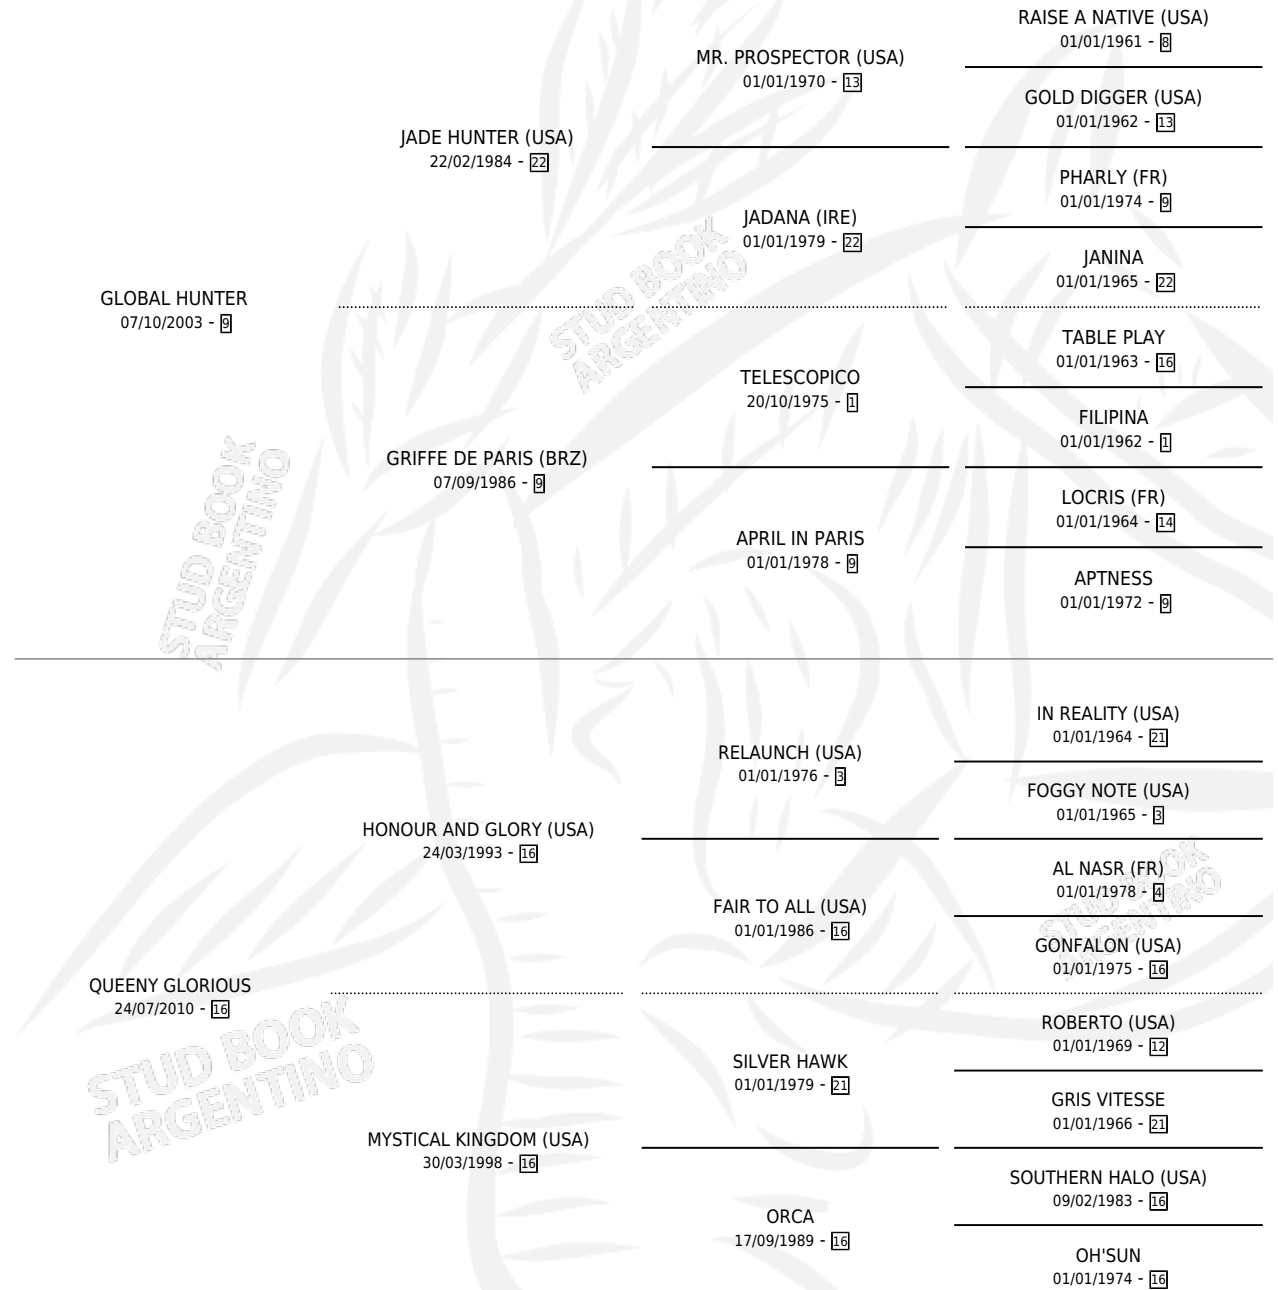 RAISE A NATIVE (USA)
01/01/1961 - 8
MR. PROSPECTOR (USA)
01/01/1970 - 13
GOLD DIGGER (USA)
01/01/1962 - 13
JADE HUNTER (USA)
22/02/1984 - 22
PHARLY (FR)
01/01/1974 - 9
JADANA (IRE)
01/01/1979 - 22
JANINA
01/01/1965 - 22
GLOBAL HUNTER
07/10/2003 - 9
TABLE PLAY
01/01/1963 - 16
TELESCOPICO
20/10/1975 - 1
FILIPINA
01/01/1962 - 1
GRIFFE DE PARIS (BRZ)
07/09/1986 - 9
LOCRIS (FR)
01/01/1964 - 14
APRIL IN PARIS
01/01/1978 - 9
APTNESS
01/01/1972 - 9
IN REALITY (USA)
01/01/1964 - 21
RELAUNCH (USA)
01/01/1976 - 3
FOGGY NOTE (USA)
01/01/1965 - 3
HONOUR AND GLORY (USA)
24/03/1993 - 16
AL NASR (FR)
01/01/1978 - 4
FAIR TO ALL (USA)
01/01/1986 - 16
GONFALON (USA)
01/01/1975 - 16
QUEENY GLORIOUS
24/07/2010 - 16
ROBERTO (USA)
01/01/1969 - 12
SILVER HAWK
01/01/1979 - 21
GRIS VITESSE
01/01/1966 - 21
MYSTICAL KINGDOM (USA)
30/03/1998 - 16
SOUTHERN HALO (USA)
09/02/1983 - 16
ORCA
17/09/1989 - 16
OH'SUN
01/01/1974 - 16
STUD BOOK
ARGENTINO
STUD BOOK
ARGENTINO
STUD BOOK
ARGENTINO
STUD BOOK
ARGENTINO